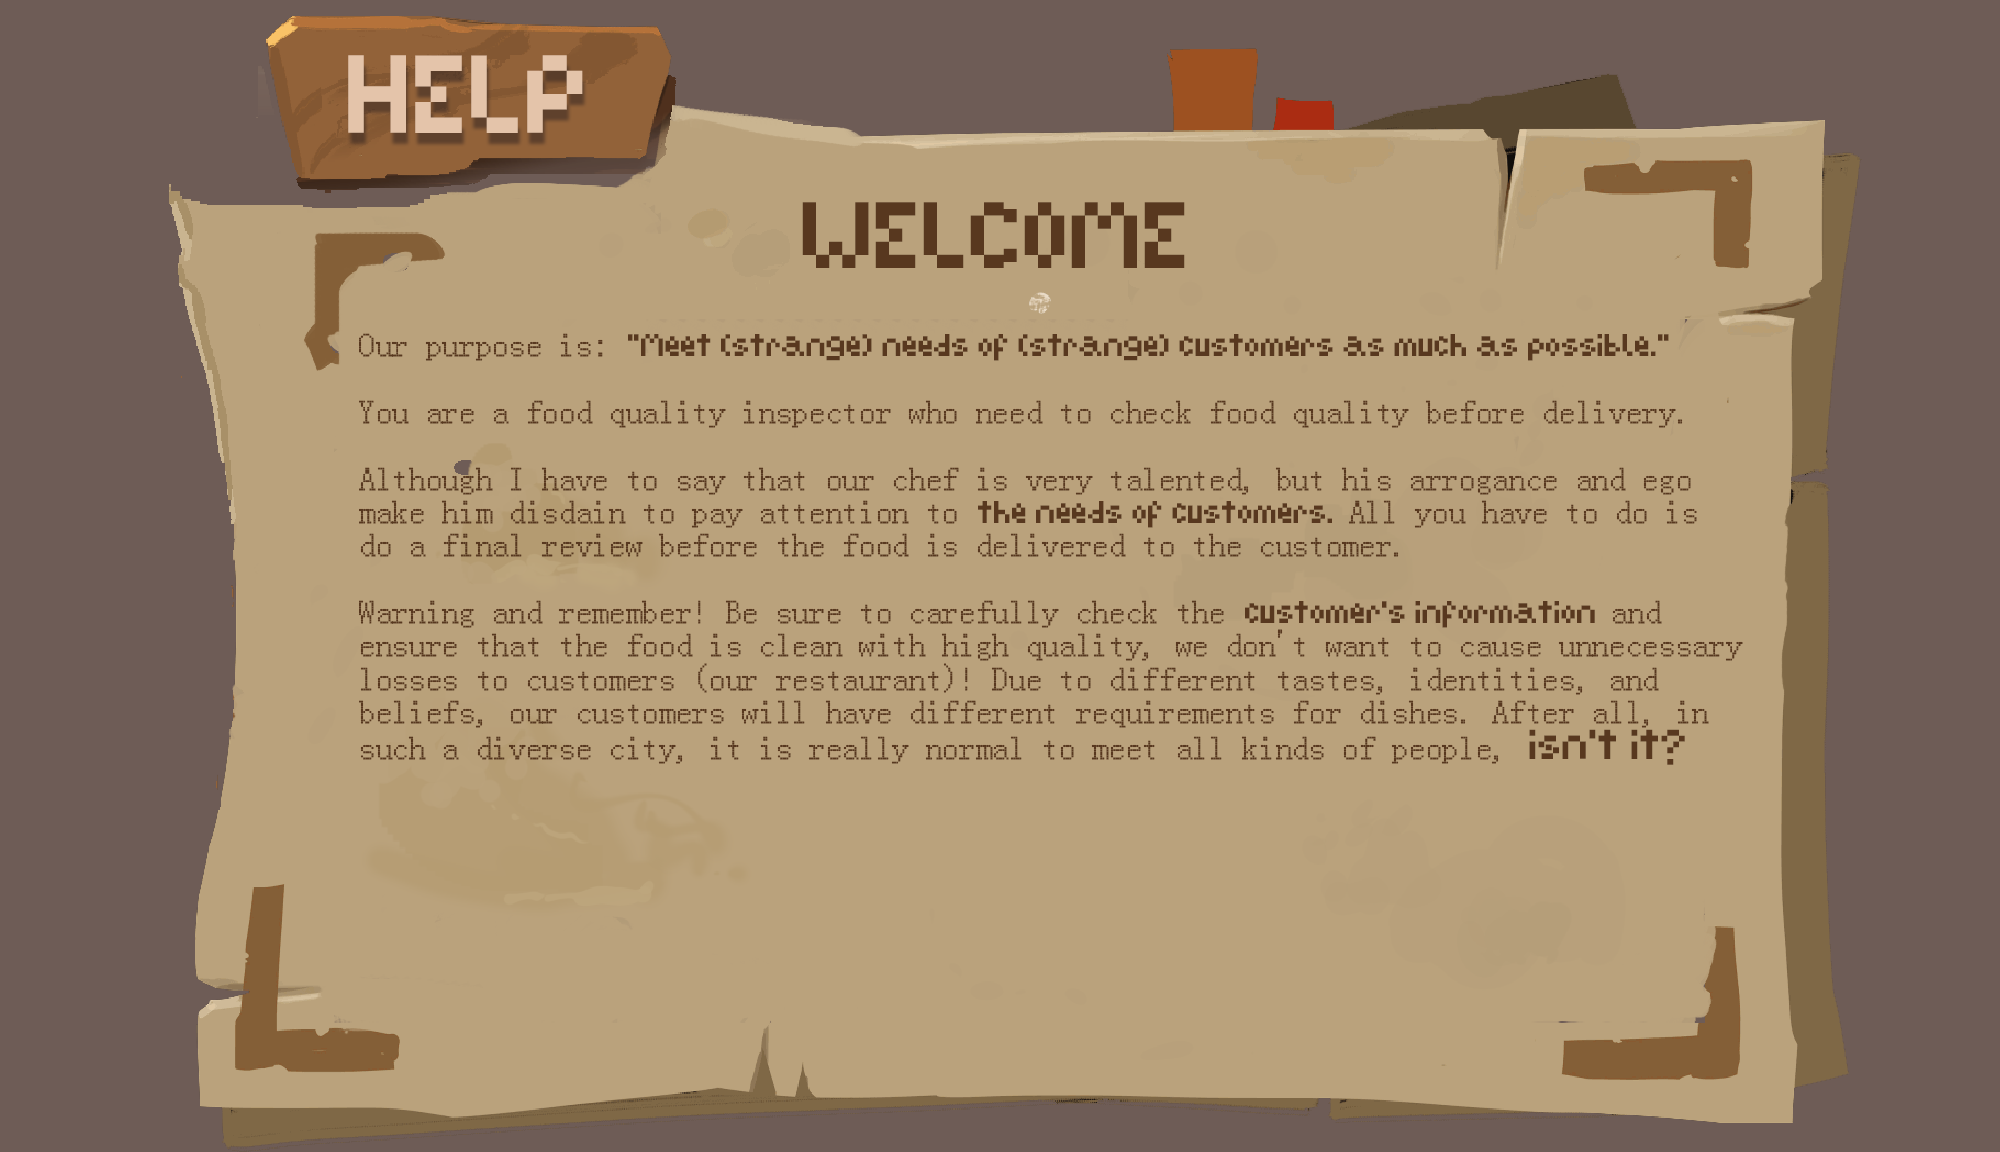 HELP
WELCOME
Our purpose is: "Meet (strange) needs of (strange) customers as much as possible."
You are a food quality inspector who need to check food quality before delivery.
Although I have to say that our chef is very talented, but his arrogance and ego
make him disdain to pay attention to the needs of customers. All you have to do is
do a final review before the food is delivered to the customer.
Warning and remember! Be sure to carefully check the customer's information and
ensure that the food is clean with high quality, we don't want to cause unnecessary
losses to customers (our restaurant)! Due to different tastes, identities, and
beliefs, our customers will have different requirements for dishes. After all, in
such a diverse city, it is really normal to meet all kinds of people, isn't it?